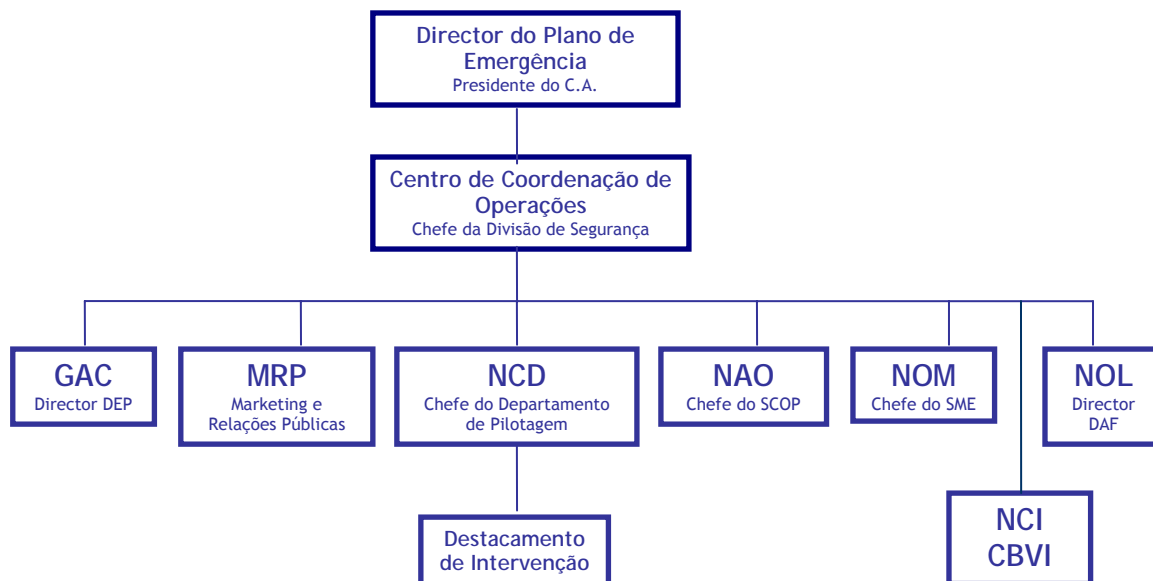 Director do Plano de
Emergência
Presidente do C.A.
Centro de Coordenação de
Operações
Chefe da Divisão de Segurança
GAC
Director DEP
MRP
Marketing e
Relações Públicas
NCD
Chefe do Departamento
de Pilotagem
NAO
Chefe do SCOP
NOM
Chefe do SME
NOL
Director
DAF
Destacamento
de Intervenção
NCI
CBVI